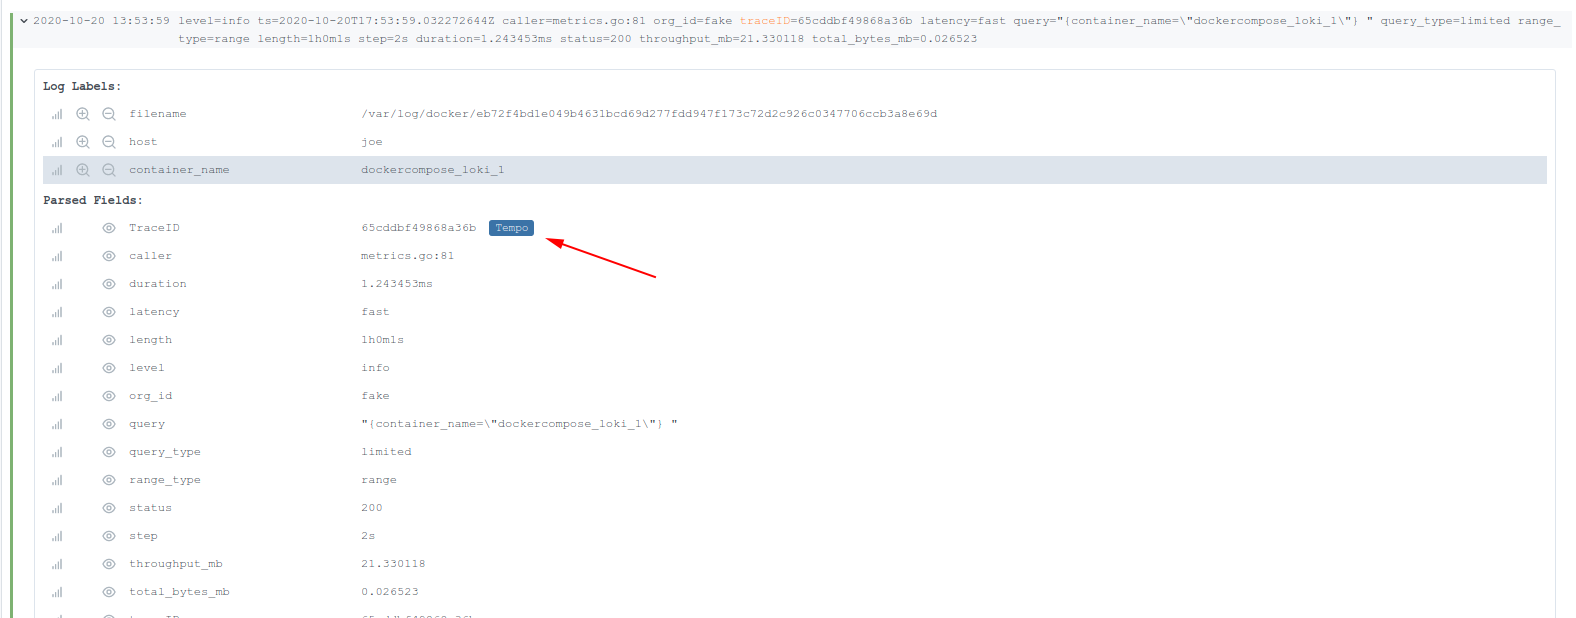 2020-10-20 13:53:59 level=info ts=2020-10-20T17:53:59.032272644Z caller=metrics.go:81 org_id=fake traceID=65cddbf49868a36b latency=fast query="{container_name=\"dockercompose_loki_1\"} " query_type=limited range_
type=range length=1h0m1s step=2s duration=1.243453ms status=200 throughput_mb=21.330118 total_bytes_mb=0.026523
Log Labels:
filename /var/log/docker/eb72f4bd1e049b4631bcd69d277fdd947f173c72d2c926c0347706ccb3a8e69d
host joe
container_name dockercompose_loki_1
Parsed Fields:
TraceID 65cddbf49868a36b Tempo
caller metrics.go:81
duration 1.243453ms
latency fast
length 1h0m1s
level info
org_id fake
query "{container_name=\"dockercompose_loki_1\"} "
query_type limited
range_type range
status 200
step 2s
throughput_mb 21.330118
total_bytes_mb 0.026523